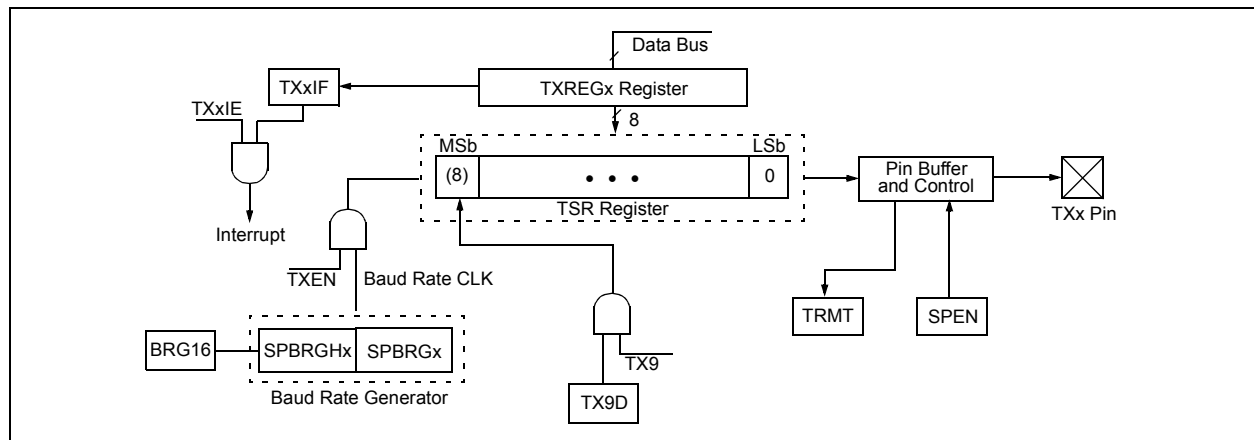 Data Bus
TXxIF
TXREGx Register
TXxIE
8
MSb
LSb
(8)
• • •
0
TSR Register
Pin Buffer
and Control
TXx Pin
Interrupt
TXEN
Baud Rate CLK
TRMT
SPEN
BRG16
SPBRGHx
SPBRGx
TX9
Baud Rate Generator
TX9D